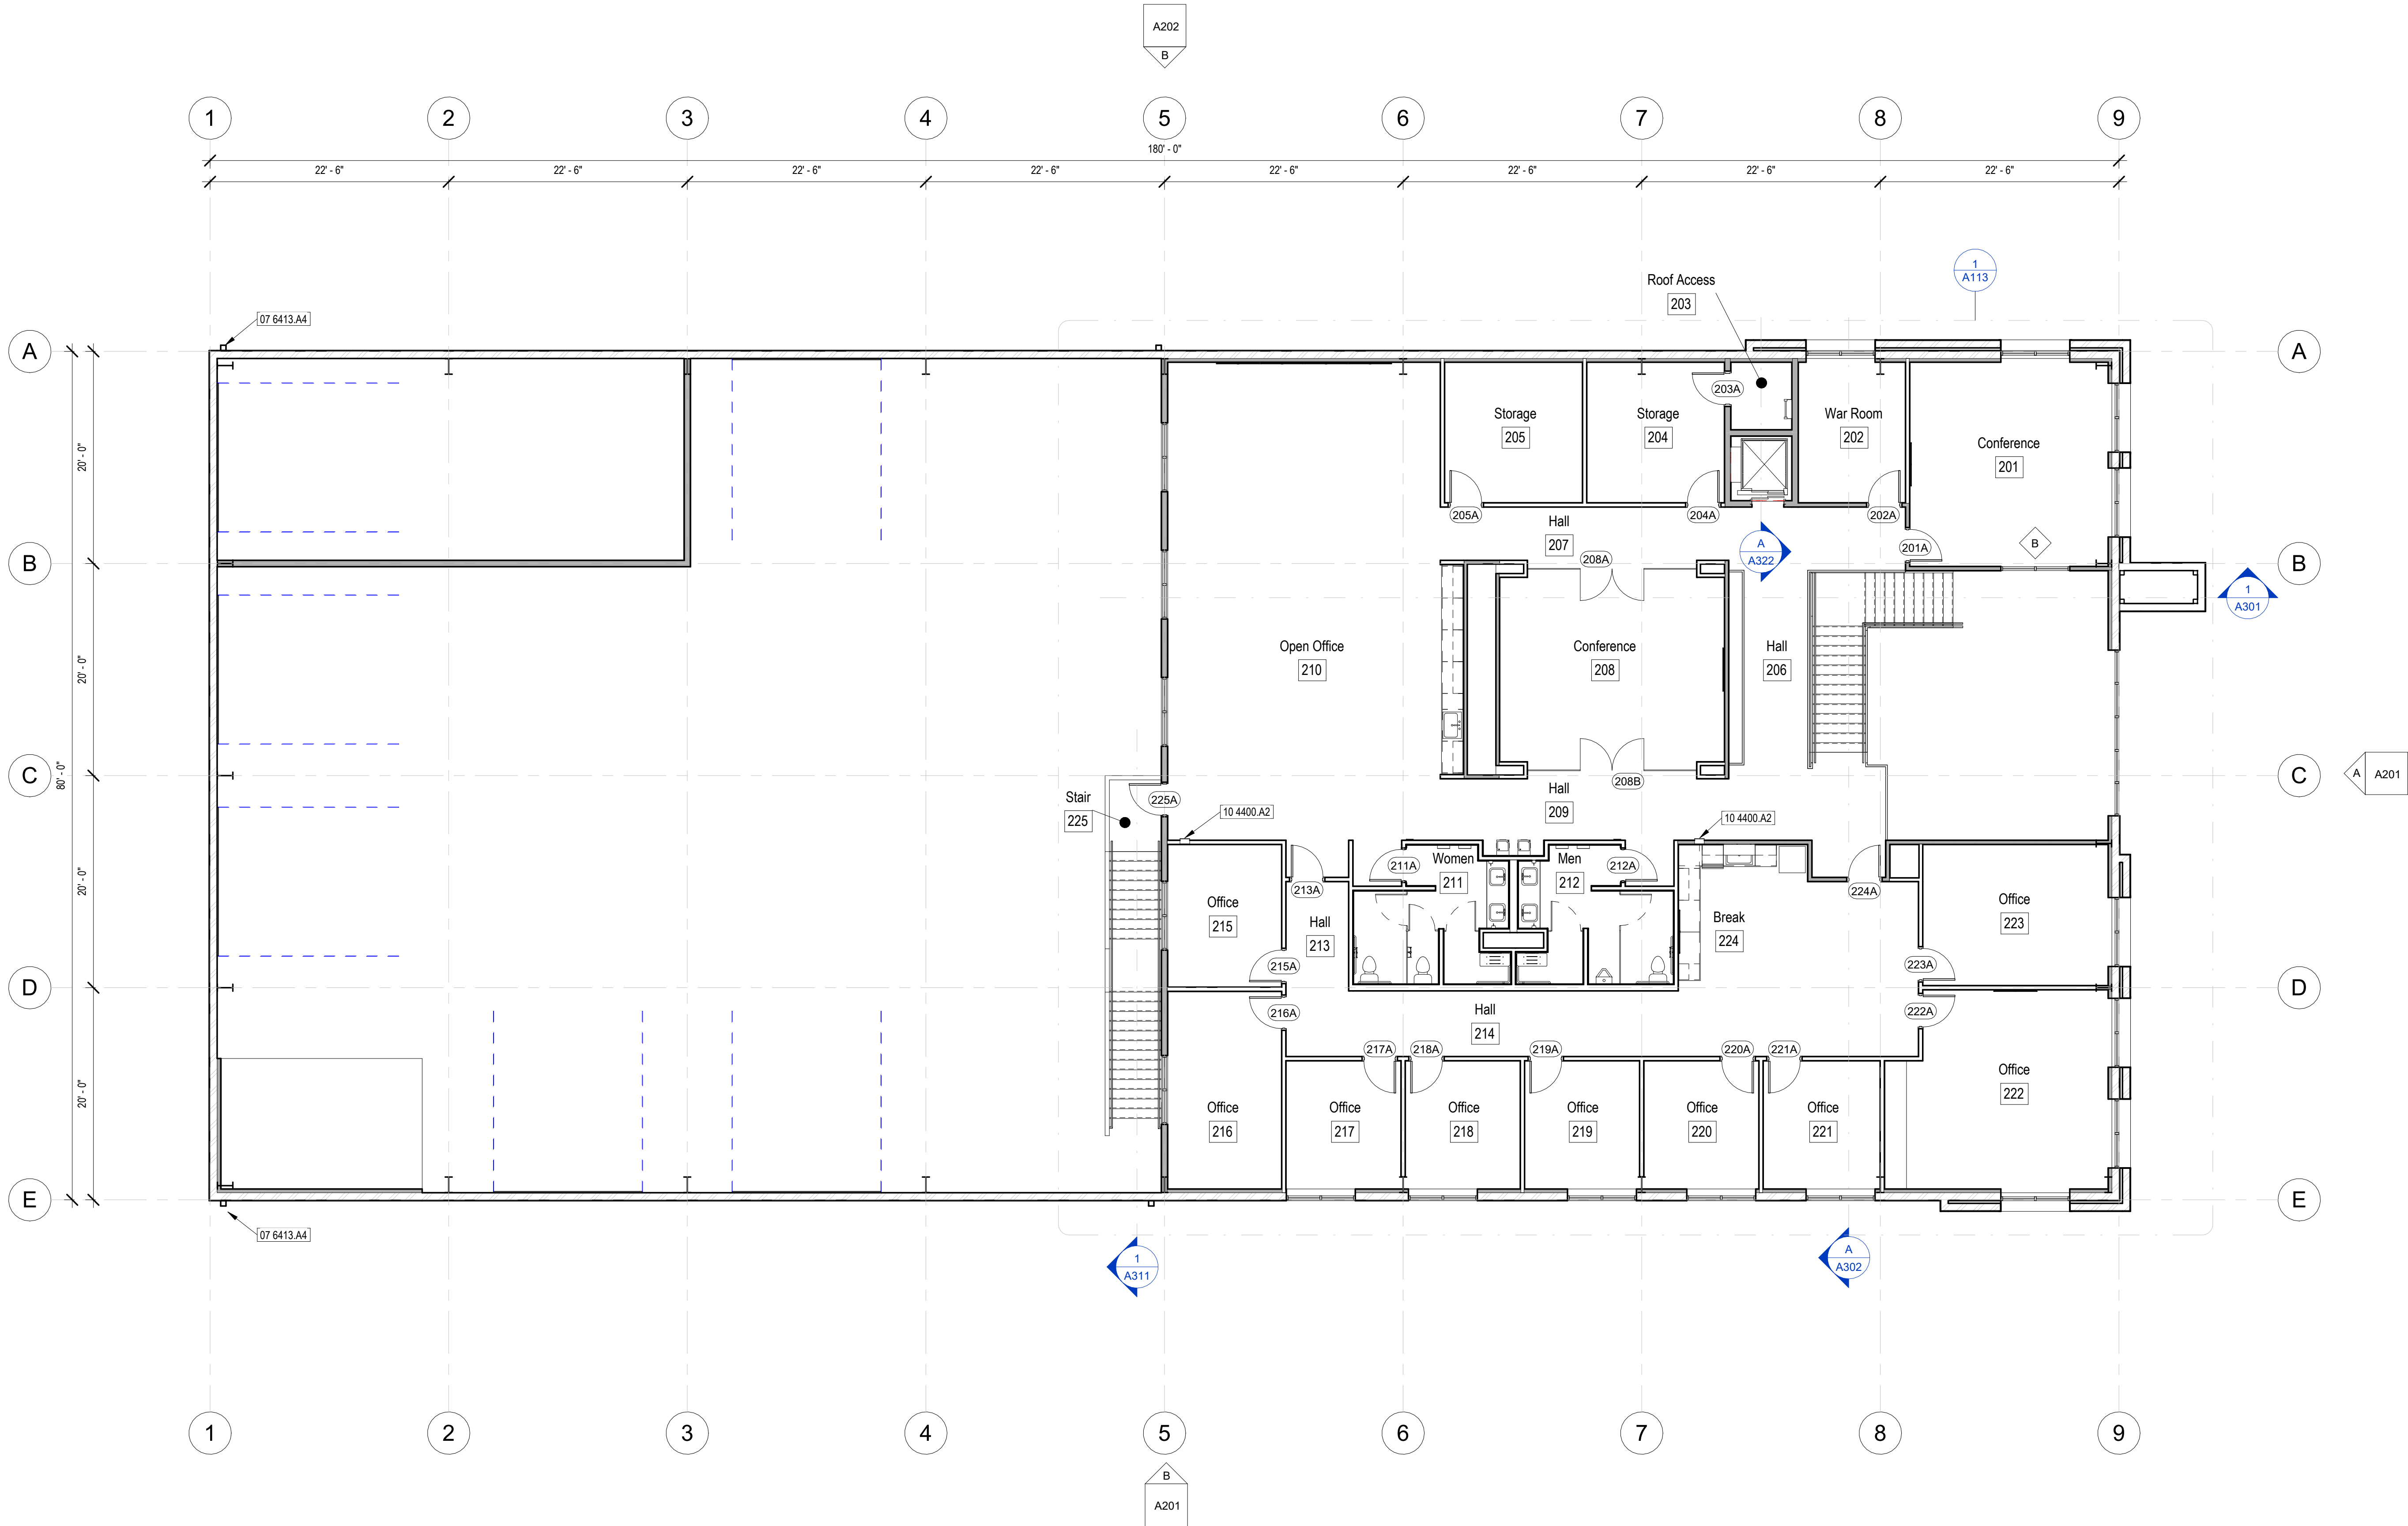 A202
B
1 2 3 4 5 6 7 8 9
180' - 0"
22' - 6" 22' - 6" 22' - 6" 22' - 6" 22' - 6" 22' - 6" 22' - 6" 22' - 6"
1
A113
Roof Access
203
07 6413.A4
A A
203A
Storage
205
Storage
204
War Room
202
Conference
201
20' - 0"
205A 204A 202A
Hall
207
A
A322
201A
B
208A
B B
1
A301
Open Office
210
Conference
208
Hall
206
20' - 0"
80' - 0"
C C
A A201
208B
Hall
209
Stair
225
225A
10 4400.A2
10 4400.A2
Women
211
211A
Men
212
212A
213A
224A
20' - 0"
Office
215
Hall
213
Break
224
Office
223
215A
223A
D D
216A
Hall
214
222A
217A 218A 219A 220A 221A
20' - 0"
Office
216
Office
217
Office
218
Office
219
Office
220
Office
221
Office
222
E E
07 6413.A4
1
A311
A
A302
1 2 3 4 5 6 7 8 9
B
A201